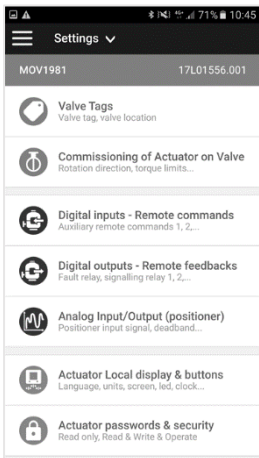 71% 10:45
Settings
MOV1981 17L01556.001
Valve Tags
Valve tag, valve location
Commissioning of Actuator on Valve
Rotation direction, torque limits...
Digital inputs - Remote commands
Auxiliary remote commands 1, 2,...
Digital outputs - Remote feedbacks
Fault relay, signalling relay 1, 2,...
Analog Input/Output (positioner)
Positioner input signal, deadband...
Actuator Local display & buttons
Language, units, screen, led, clock...
Actuator passwords & security
Read only, Read & Write & Operate